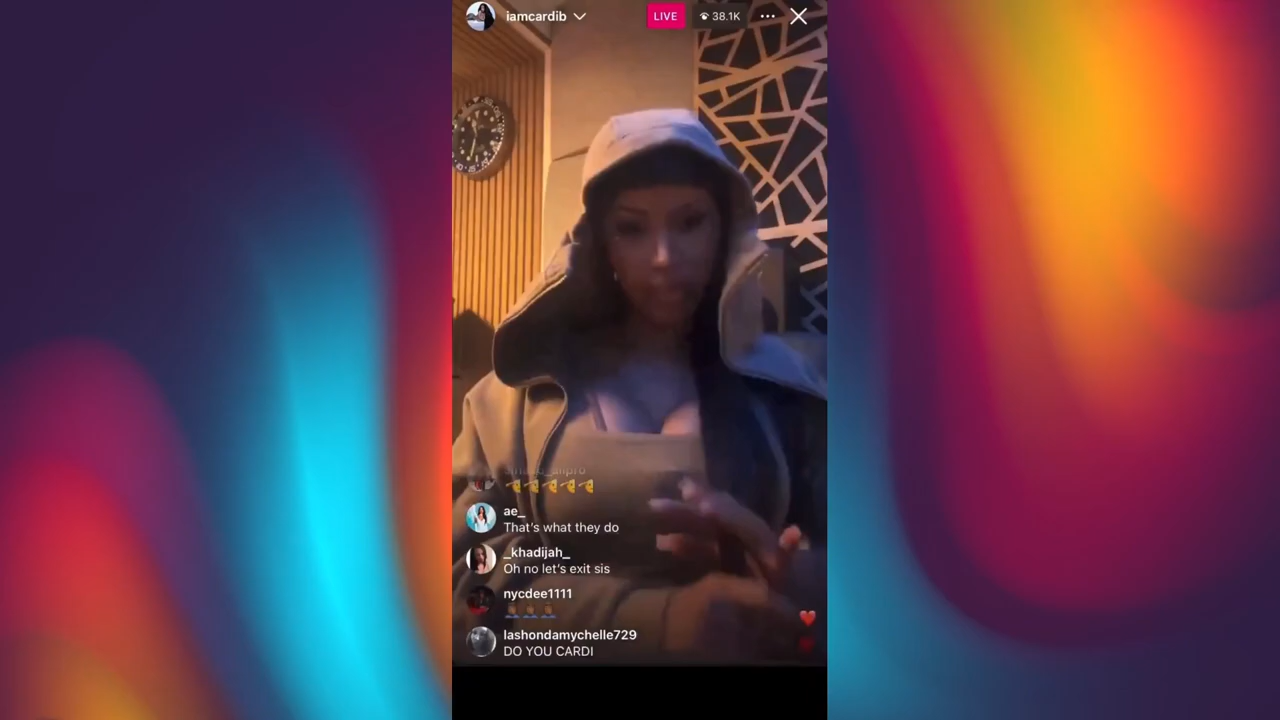 iamcardib
LIVE
38.1K
ae_
That's what they do
_khadijah_
Oh no let's exit sis
nycdee1111
lashondamychelle729
DO YOU CARDI